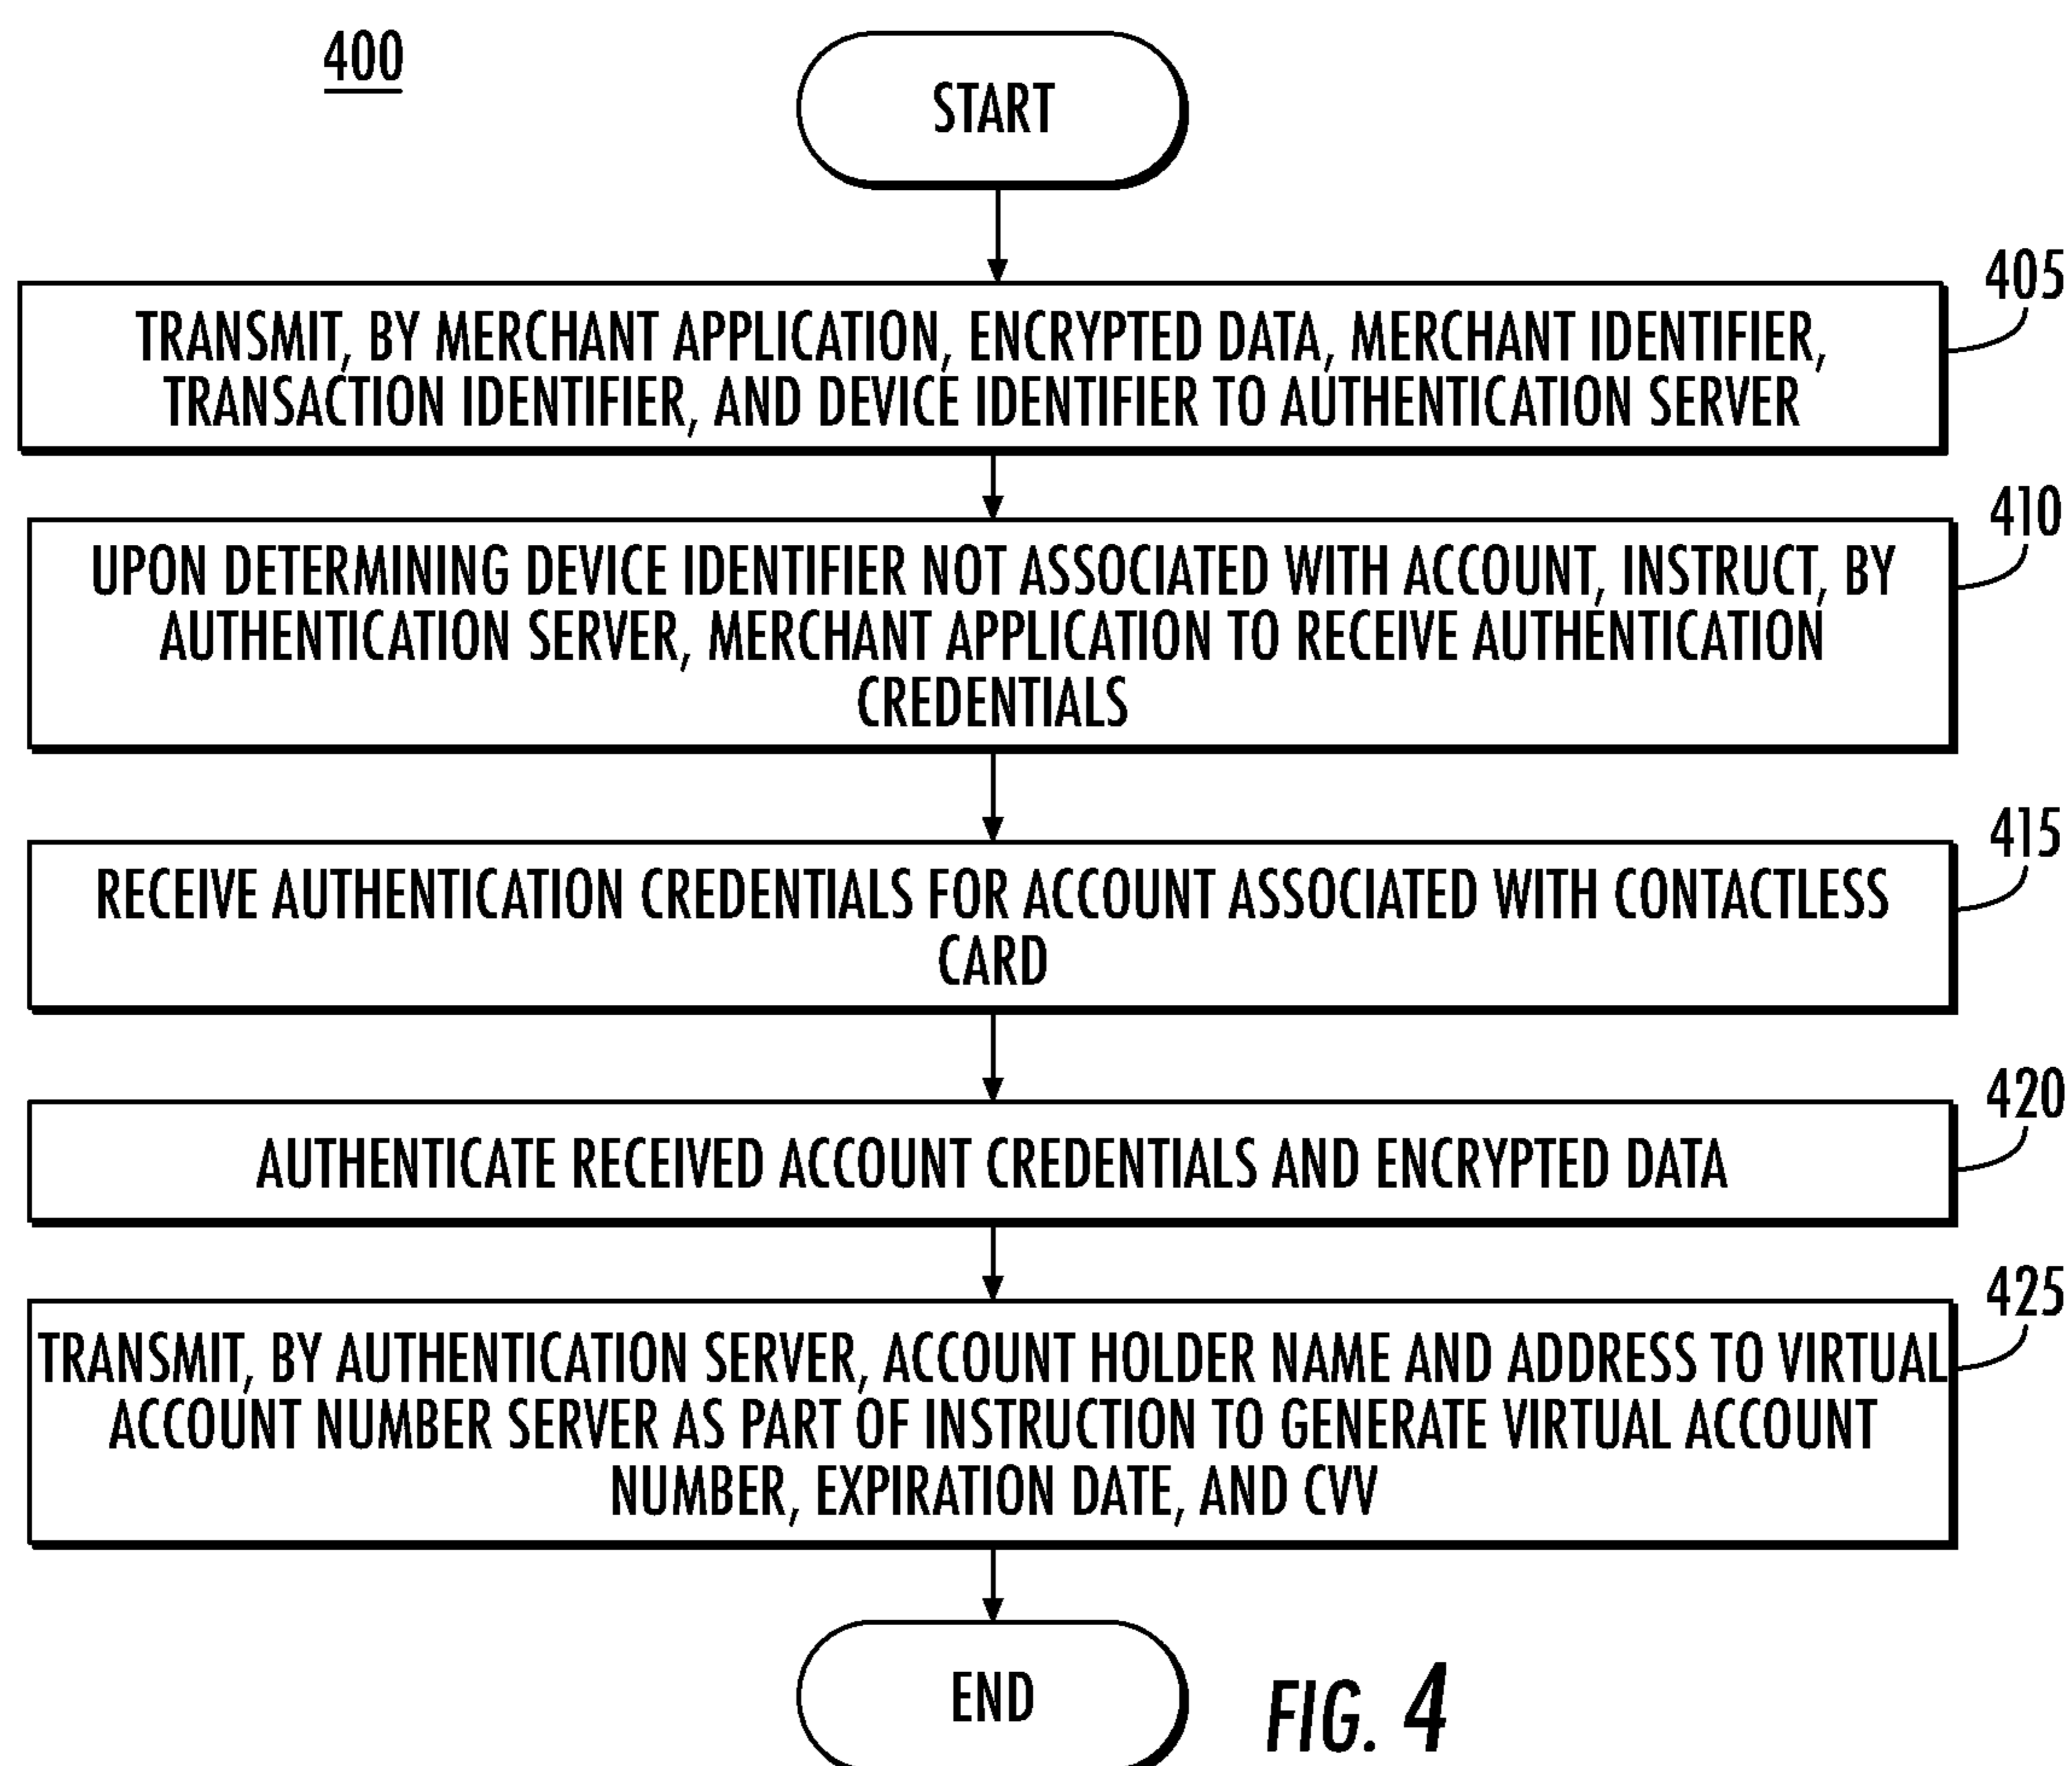 400
START
405
TRANSMIT, BY MERCHANT APPLICATION, ENCRYPTED DATA, MERCHANT IDENTIFIER,
TRANSACTION IDENTIFIER, AND DEVICE IDENTIFIER TO AUTHENTICATION SERVER
410
UPON DETERMINING DEVICE IDENTIFIER NOT ASSOCIATED WITH ACCOUNT, INSTRUCT, BY
AUTHENTICATION SERVER, MERCHANT APPLICATION TO RECEIVE AUTHENTICATION
CREDENTIALS
415
RECEIVE AUTHENTICATION CREDENTIALS FOR ACCOUNT ASSOCIATED WITH CONTACTLESS
CARD
420
AUTHENTICATE RECEIVED ACCOUNT CREDENTIALS AND ENCRYPTED DATA
425
TRANSMIT, BY AUTHENTICATION SERVER, ACCOUNT HOLDER NAME AND ADDRESS TO VIRTUAL
ACCOUNT NUMBER SERVER AS PART OF INSTRUCTION TO GENERATE VIRTUAL ACCOUNT
NUMBER, EXPIRATION DATE, AND CVV
END
FIG. 4